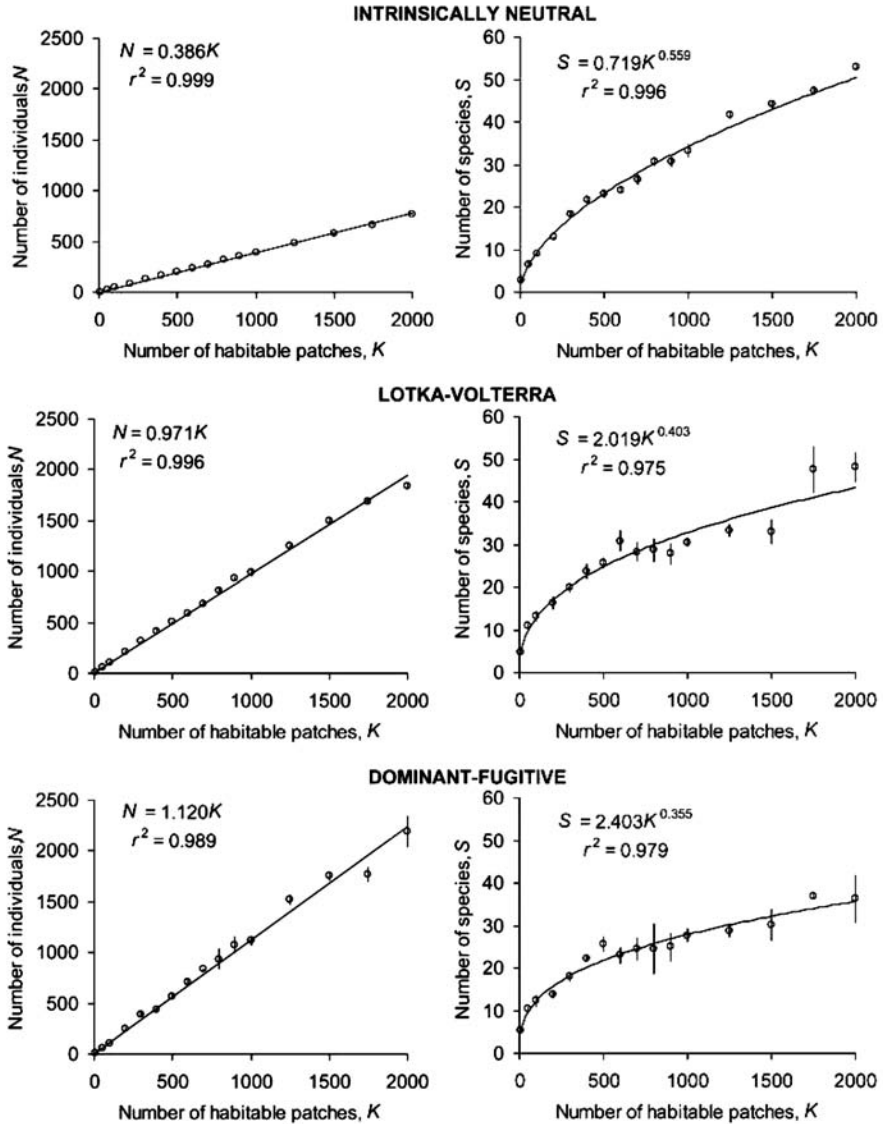 INTRINSICALLY NEUTRAL
Number of individuals,N
2500
2000
1500
1000
500
0
N = 0.386K
r² = 0.999
0 500 1000 1500 2000
Number of habitable patches, K
Number of species, S
60
50
40
30
20
10
0
S = 0.719K^0.559
r² = 0.996
0 500 1000 1500 2000
Number of habitable patches, K
LOTKA-VOLTERRA
Number of individuals,N
2500
2000
1500
1000
500
0
N = 0.971K
r² = 0.996
0 500 1000 1500 2000
Number of habitable patches, K
Number of species, S
60
50
40
30
20
10
0
S = 2.019K^0.403
r² = 0.975
0 500 1000 1500 2000
Number of habitable patches, K
DOMINANT-FUGITIVE
Number of individuals,N
2500
2000
1500
1000
500
0
N = 1.120K
r² = 0.989
0 500 1000 1500 2000
Number of habitable patches, K
Number of species, S
60
50
40
30
20
10
0
S = 2.403K^0.355
r² = 0.979
0 500 1000 1500 2000
Number of habitable patches, K